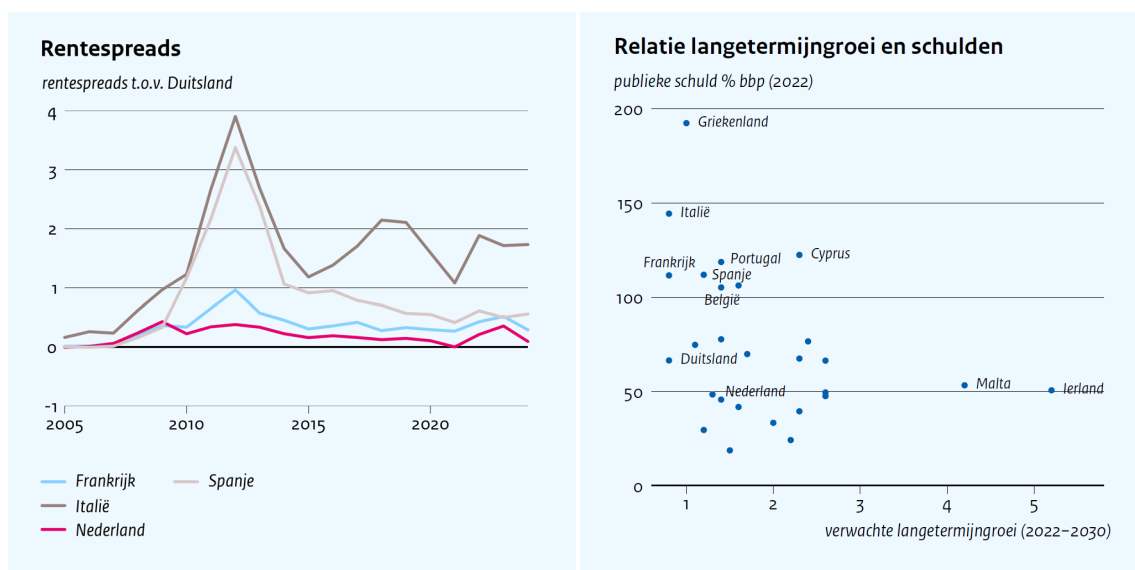 Rentespreads
rentespreads t.o.v. Duitsland
4
3
2
1
0
-1
2005 2010 2015 2020
Frankrijk Spanje
Italië
Nederland
Relatie langetermijngroei en schulden
publieke schuld % bbp (2022)
200
Griekenland
150
Italië
Frankrijk Portugal Cyprus
Spanje
100
België
Duitsland
50
Nederland Malta Ierland
0
1 2 3 4 5
verwachte langetermijngroei (2022–2030)